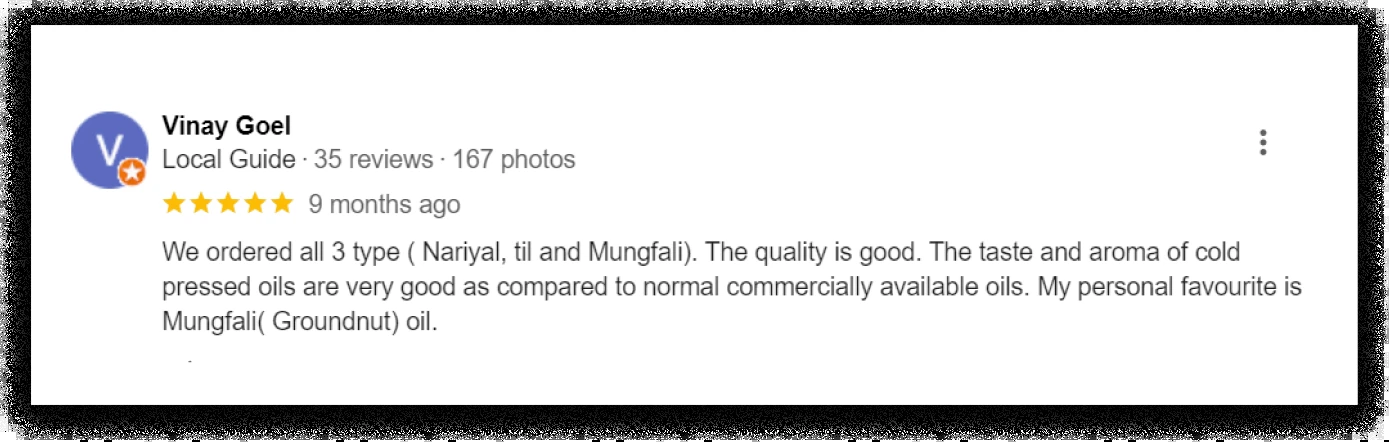 V
Vinay Goel
Local Guide · 35 reviews · 167 photos
9 months ago
We ordered all 3 type ( Nariyal, til and Mungfali). The quality is good. The taste and aroma of cold
pressed oils are very good as compared to normal commercially available oils. My personal favourite is
Mungfali( Groundnut) oil.